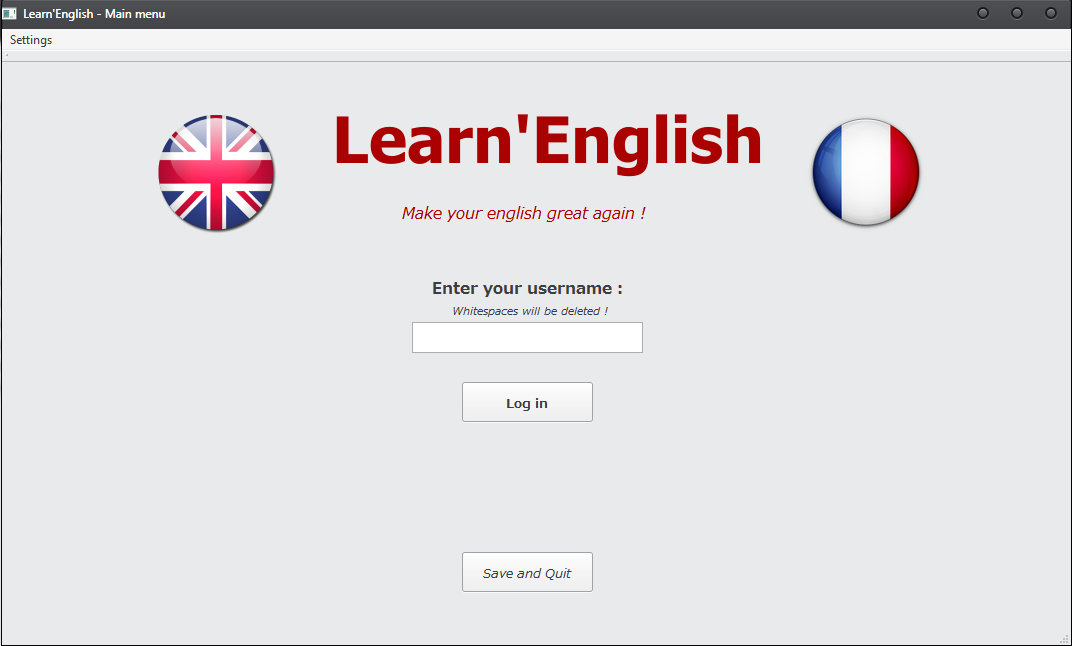 Learn'English - Main menu
Settings
Learn'English
Make your english great again !
Enter your username :
Whitespaces will be deleted !
Log in
Save and Quit